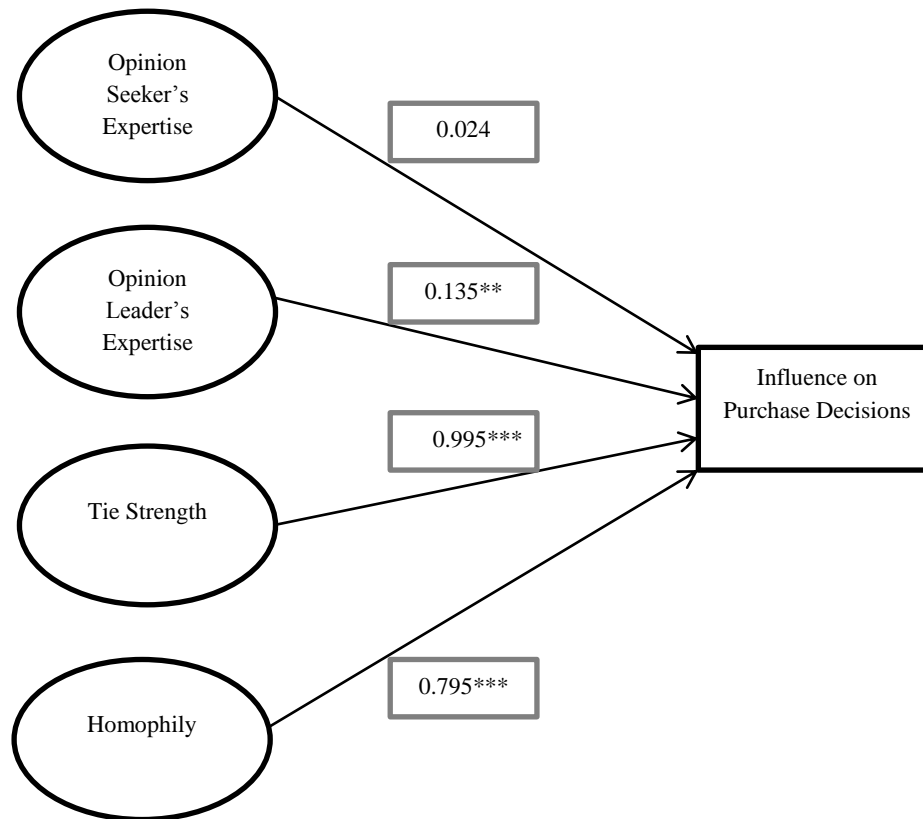 Opinion
Seeker’s
Expertise
0.024
Opinion
Leader’s
Expertise
0.135**
Influence on
Purchase Decisions
0.995***
Tie Strength
0.795***
Homophily